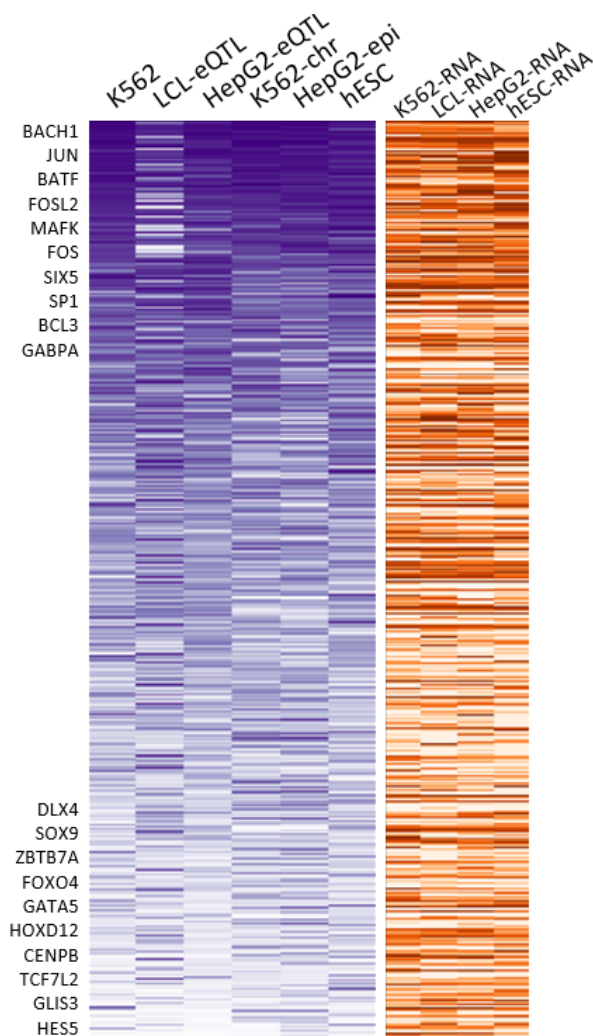 K562
LCL-eQTL
HepG2-eQTL
K562-chr
HepG2-epi
hESC
K562-RNA
LCL-RNA
HepG2-RNA
hESC-RNA
BACH1
JUN
BATF
FOSL2
MAFK
FOS
SIX5
SP1
BCL3
GABPA
DLX4
SOX9
ZBTB7A
FOXO4
GATA5
HOXD12
CENPB
TCF7L2
GLIS3
HES5